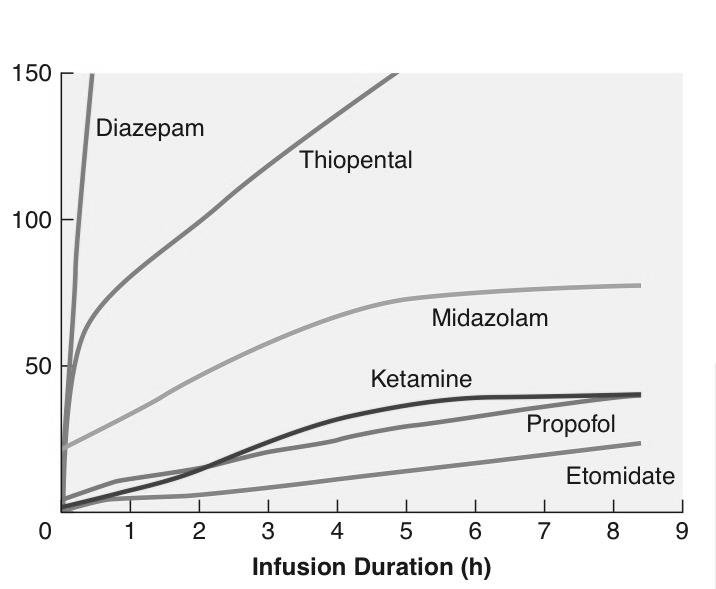 150
Diazepam
Thiopental
100
Midazolam
50
Ketamine
Propofol
Etomidate
0 1 2 3 4 5 6 7 8 9
Infusion Duration (h)